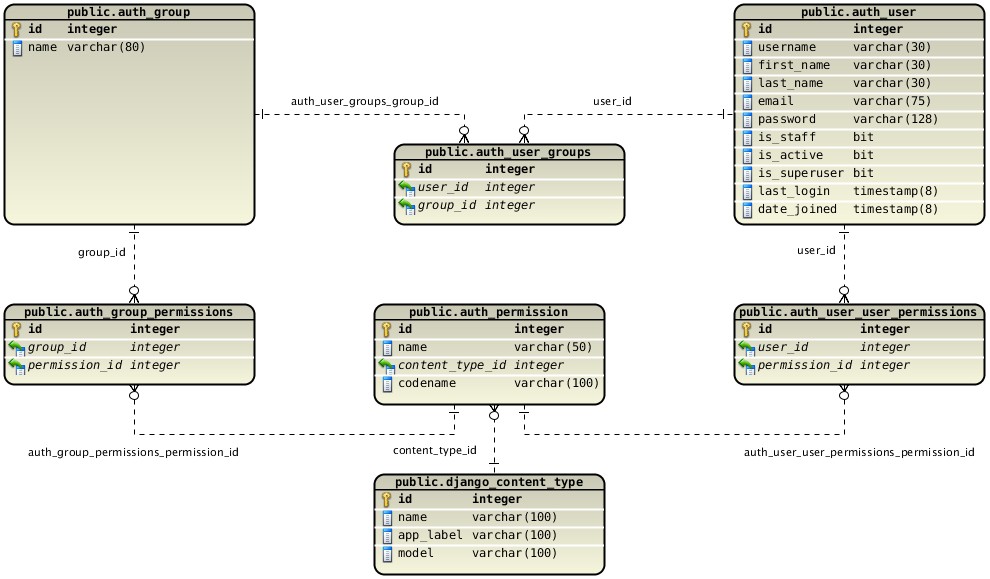 public.auth_group
id integer
name varchar(80)
public.auth_user
id integer
username varchar(30)
first_name varchar(30)
last_name varchar(30)
email varchar(75)
password varchar(128)
is_staff bit
is_active bit
is_superuser bit
last_login timestamp(8)
date_joined timestamp(8)
auth_user_groups_group_id
user_id
public.auth_user_groups
id integer
user_id integer
group_id integer
group_id
user_id
public.auth_group_permissions
id integer
group_id integer
permission_id integer
public.auth_permission
id integer
name varchar(50)
content_type_id integer
codename varchar(100)
public.auth_user_user_permissions
id integer
user_id integer
permission_id integer
auth_group_permissions_permission_id
content_type_id
auth_user_user_permissions_permission_id
public.django_content_type
id integer
name varchar(100)
app_label varchar(100)
model varchar(100)